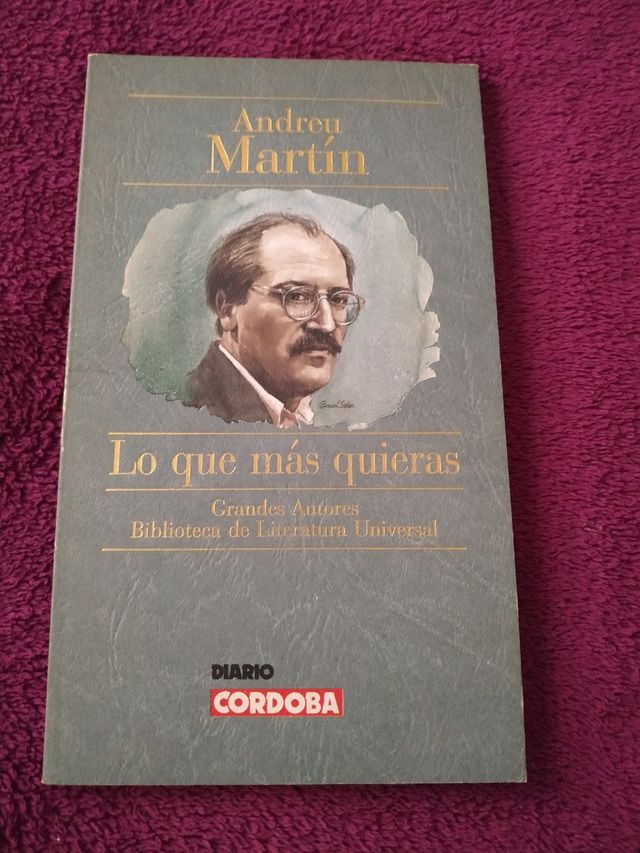 Andreu
Martín
Lo que más quieras
Grandes Autores
Biblioteca de Literatura Universal
DIARIO
CORDOBA